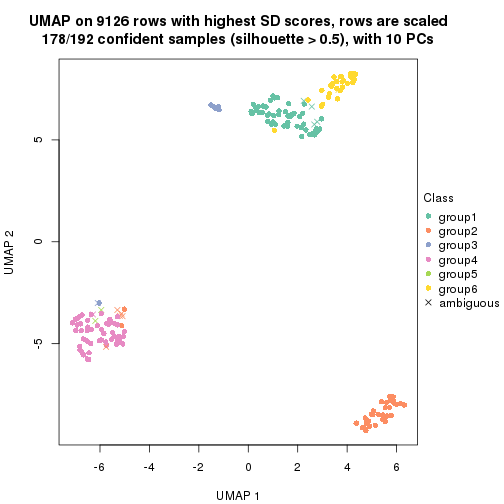 UMAP on 9126 rows with highest SD scores, rows are scaled
178/192 confident samples (silhouette > 0.5), with 10 PCs
5
0
-5
UMAP 2
-6
-4
-2
0
2
4
6
UMAP 1
Class
group1
group2
group3
group4
group5
group6
ambiguous